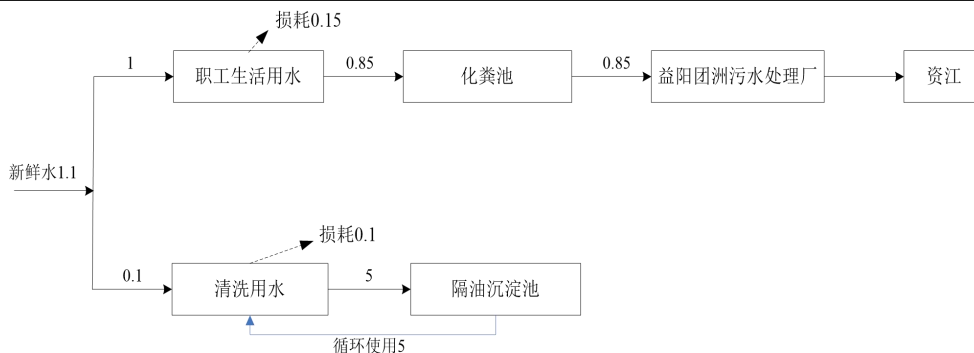 损耗0.15
1
职工生活用水
0.85
化粪池
0.85
益阳团洲污水处理厂
资江
新鲜水1.1
损耗0.1
0.1
清洗用水
5
隔油沉淀池
循环使用5